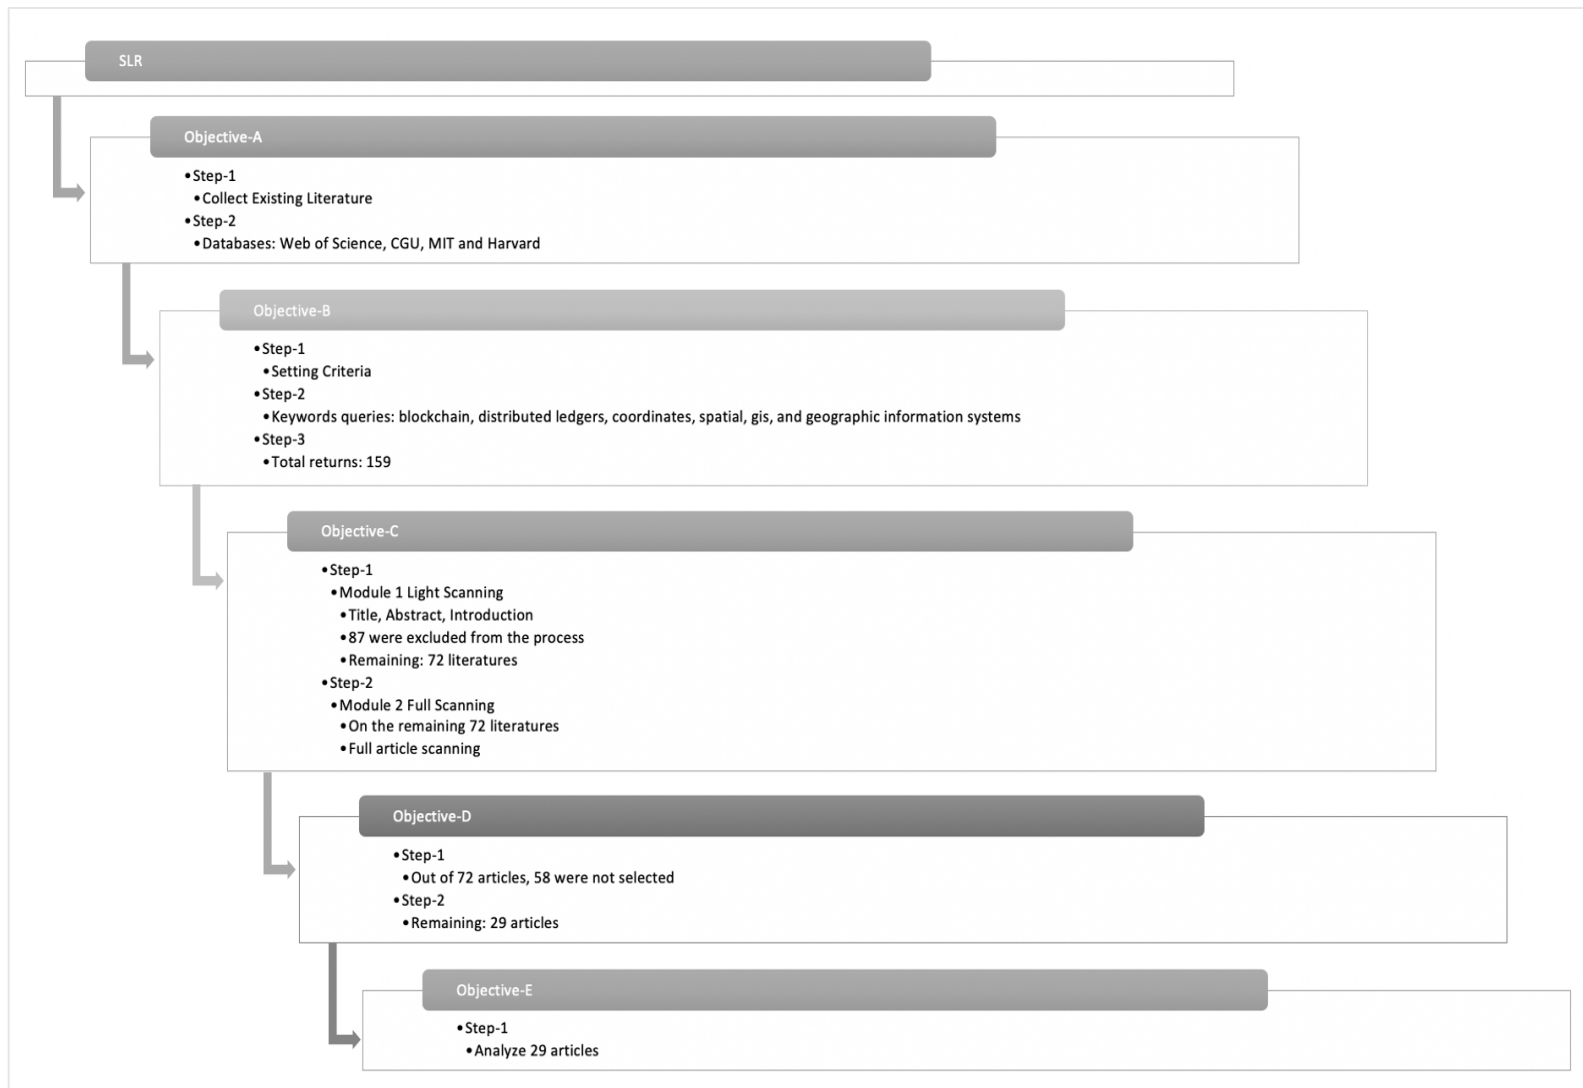 SLR
Objective-A
•Step-1
•Collect Existing Literature
•Step-2
•Databases: Web of Science, CGU, MIT and Harvard
Objective-B
•Step-1
•Setting Criteria
•Step-2
•Keywords queries: blockchain, distributed ledgers, coordinates, spatial, gis, and geographic information systems
•Step-3
•Total returns: 159
Objective-C
•Step-1
•Module 1 Light Scanning
•Title, Abstract, Introduction
•87 were excluded from the process
•Remaining: 72 literatures
•Step-2
•Module 2 Full Scanning
•On the remaining 72 literatures
•Full article scanning
Objective-D
•Step-1
•Out of 72 articles, 58 were not selected
•Step-2
•Remaining: 29 articles
Objective-E
•Step-1
•Analyze 29 articles